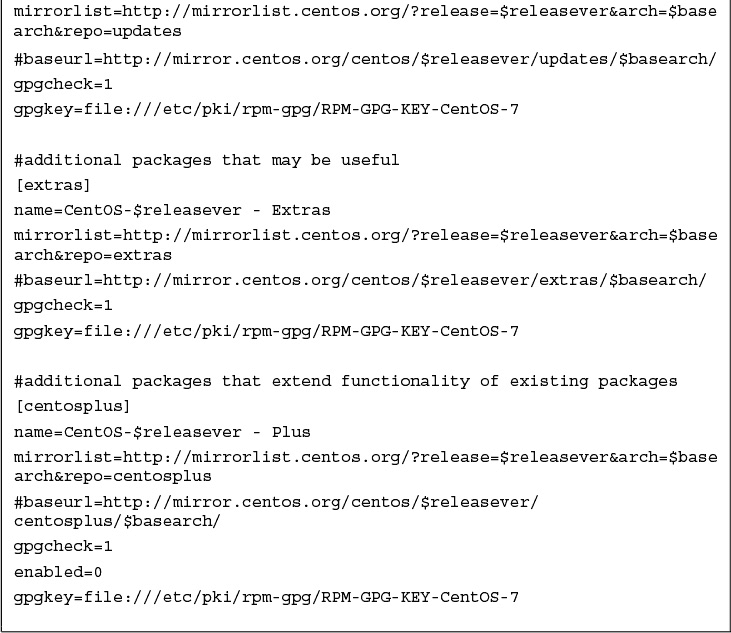 mirrorlist=http://mirrorlist.centos.org/?release=$releasever&arch=$base
arch&repo=updates
#baseurl=http://mirror.centos.org/centos/$releasever/updates/$basearch/
gpgcheck=1
gpgkey=file:///etc/pki/rpm-gpg/RPM-GPG-KEY-CentOS-7
#additional packages that may be useful
[extras]
name=CentOS-$releasever - Extras
mirrorlist=http://mirrorlist.centos.org/?release=$releasever&arch=$base
arch&repo=extras
#baseurl=http://mirror.centos.org/centos/$releasever/extras/$basearch/
gpgcheck=1
gpgkey=file:///etc/pki/rpm-gpg/RPM-GPG-KEY-CentOS-7
#additional packages that extend functionality of existing packages
[centosplus]
name=CentOS-$releasever - Plus
mirrorlist=http://mirrorlist.centos.org/?release=$releasever&arch=$base
arch&repo=centosplus
#baseurl=http://mirror.centos.org/centos/$releasever/
centosplus/$basearch/
gpgcheck=1
enabled=0
gpgkey=file:///etc/pki/rpm-gpg/RPM-GPG-KEY-CentOS-7